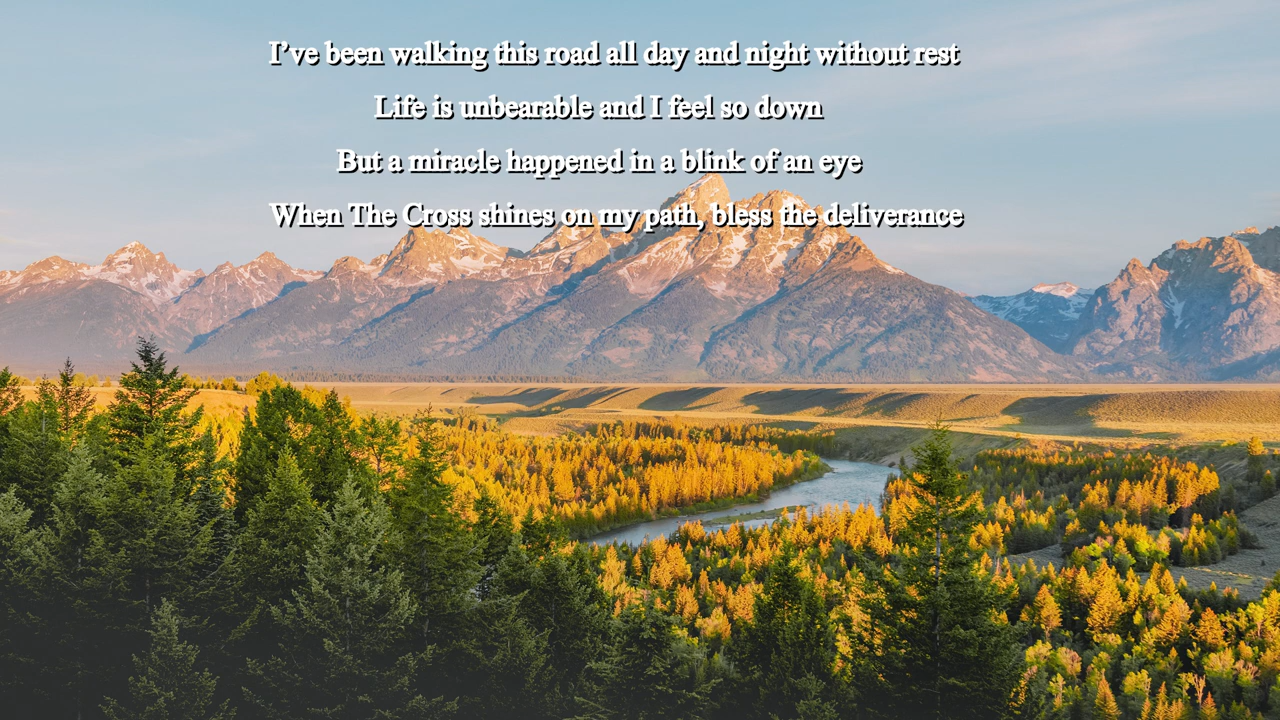 I’ve been walking this road all day and night without rest
Life is unbearable and I feel so down
But a miracle happened in a blink of an eye
When The Cross shines on my path, bless the deliverance